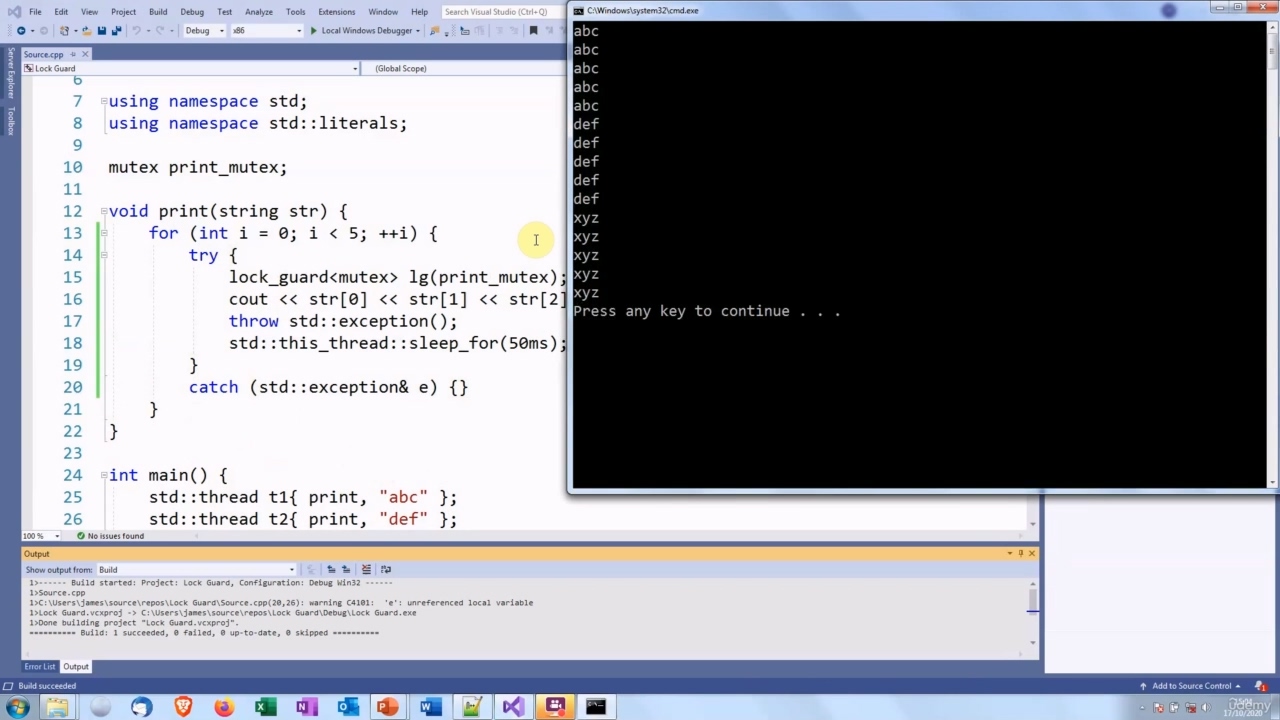 File Edit View Project Build Debug Test Analyze Tools Extensions Window Help Search Visual Studio (Ctrl+Q)
C:\Windows\system32\cmd.exe
Debug x86 Local Windows Debugger
Source.cpp
Lock Guard (Global Scope)
Server Explorer
Toolbox
6
7 using namespace std;
8 using namespace std::literals;
9
10 mutex print_mutex;
11
12 void print(string str) {
13 for (int i = 0; i < 5; ++i) {
14 try {
15 lock_guard<mutex> lg(print_mutex);
16 cout << str[0] << str[1] << str[2]
17 throw std::exception();
18 std::this_thread::sleep_for(50ms);
19 }
20 catch (std::exception& e) {}
21 }
22 }
23
24 int main() {
25 std::thread t1{ print, "abc" };
26 std::thread t2{ print, "def" };
abc
abc
abc
abc
abc
def
def
def
def
def
xyz
xyz
xyz
xyz
xyz
Press any key to continue . . .
100 % No issues found
Output
Show output from: Build
1>------ Build started: Project: Lock Guard, Configuration: Debug Win32 ------
1>Source.cpp
1>C:\Users\james\source\repos\Lock Guard\Source.cpp(20,26): warning C4101: 'e': unreferenced local variable
1>Lock Guard.vcxproj -> C:\Users\james\source\repos\Lock Guard\Debug\Lock Guard.exe
1>Done building project "Lock Guard.vcxproj".
========== Build: 1 succeeded, 0 failed, 0 up-to-date, 0 skipped ==========
Error List Output
Build succeeded Add to Source Control 1
udemy
17/10/2020